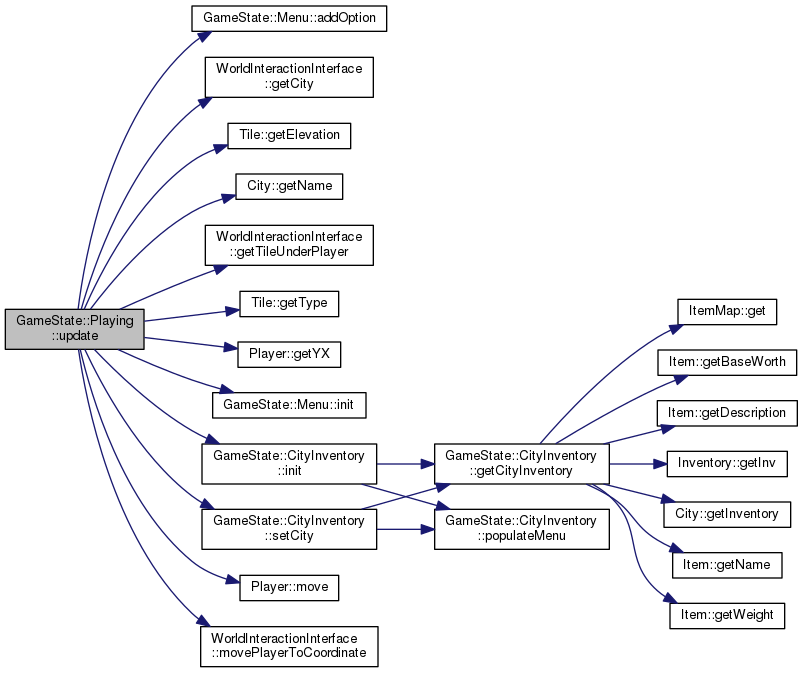 GameState::Playing
::update
GameState::Menu::addOption
WorldInteractionInterface
::getCity
Tile::getElevation
City::getName
WorldInteractionInterface
::getTileUnderPlayer
Tile::getType
Player::getYX
GameState::Menu::init
GameState::CityInventory
::init
GameState::CityInventory
::setCity
Player::move
WorldInteractionInterface
::movePlayerToCoordinate
GameState::CityInventory
::getCityInventory
GameState::CityInventory
::populateMenu
ItemMap::get
Item::getBaseWorth
Item::getDescription
Inventory::getInv
City::getInventory
Item::getName
Item::getWeight